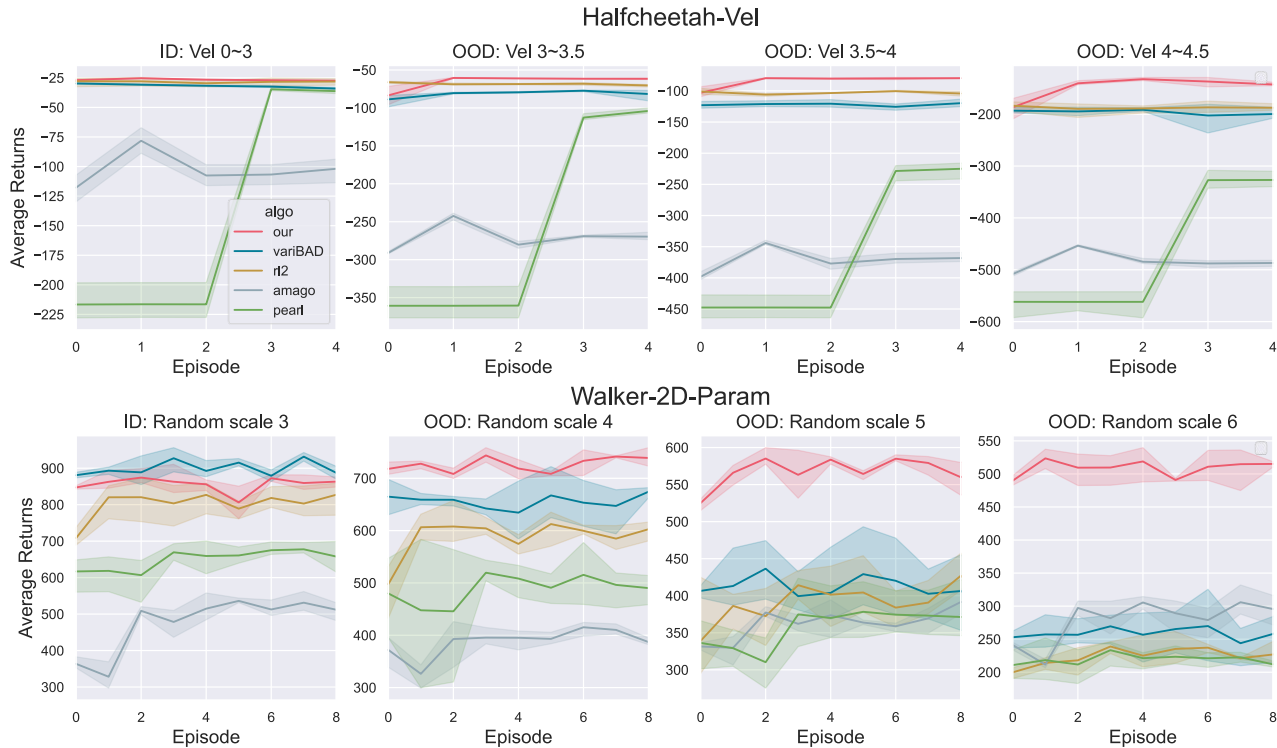 Halfcheetah-Vel
ID: Vel 0~3
OOD: Vel 3~3.5
OOD: Vel 3.5~4
OOD: Vel 4~4.5
Average Returns
−25
−50
−75
−100
−125
−150
−175
−200
−225
algo
our
variBAD
rl2
amago
pearl
0 1 2 3 4
Episode
−50
−100
−150
−200
−250
−300
−350
0 1 2 3 4
Episode
−100
−150
−200
−250
−300
−350
−400
−450
0 1 2 3 4
Episode
−200
−300
−400
−500
−600
0 1 2 3 4
Episode
Walker-2D-Param
ID: Random scale 3
OOD: Random scale 4
OOD: Random scale 5
OOD: Random scale 6
Average Returns
900
800
700
600
500
400
300
0 2 4 6 8
Episode
700
600
500
400
300
0 2 4 6 8
Episode
600
550
500
450
400
350
300
0 2 4 6 8
Episode
550
500
450
400
350
300
250
200
0 2 4 6 8
Episode